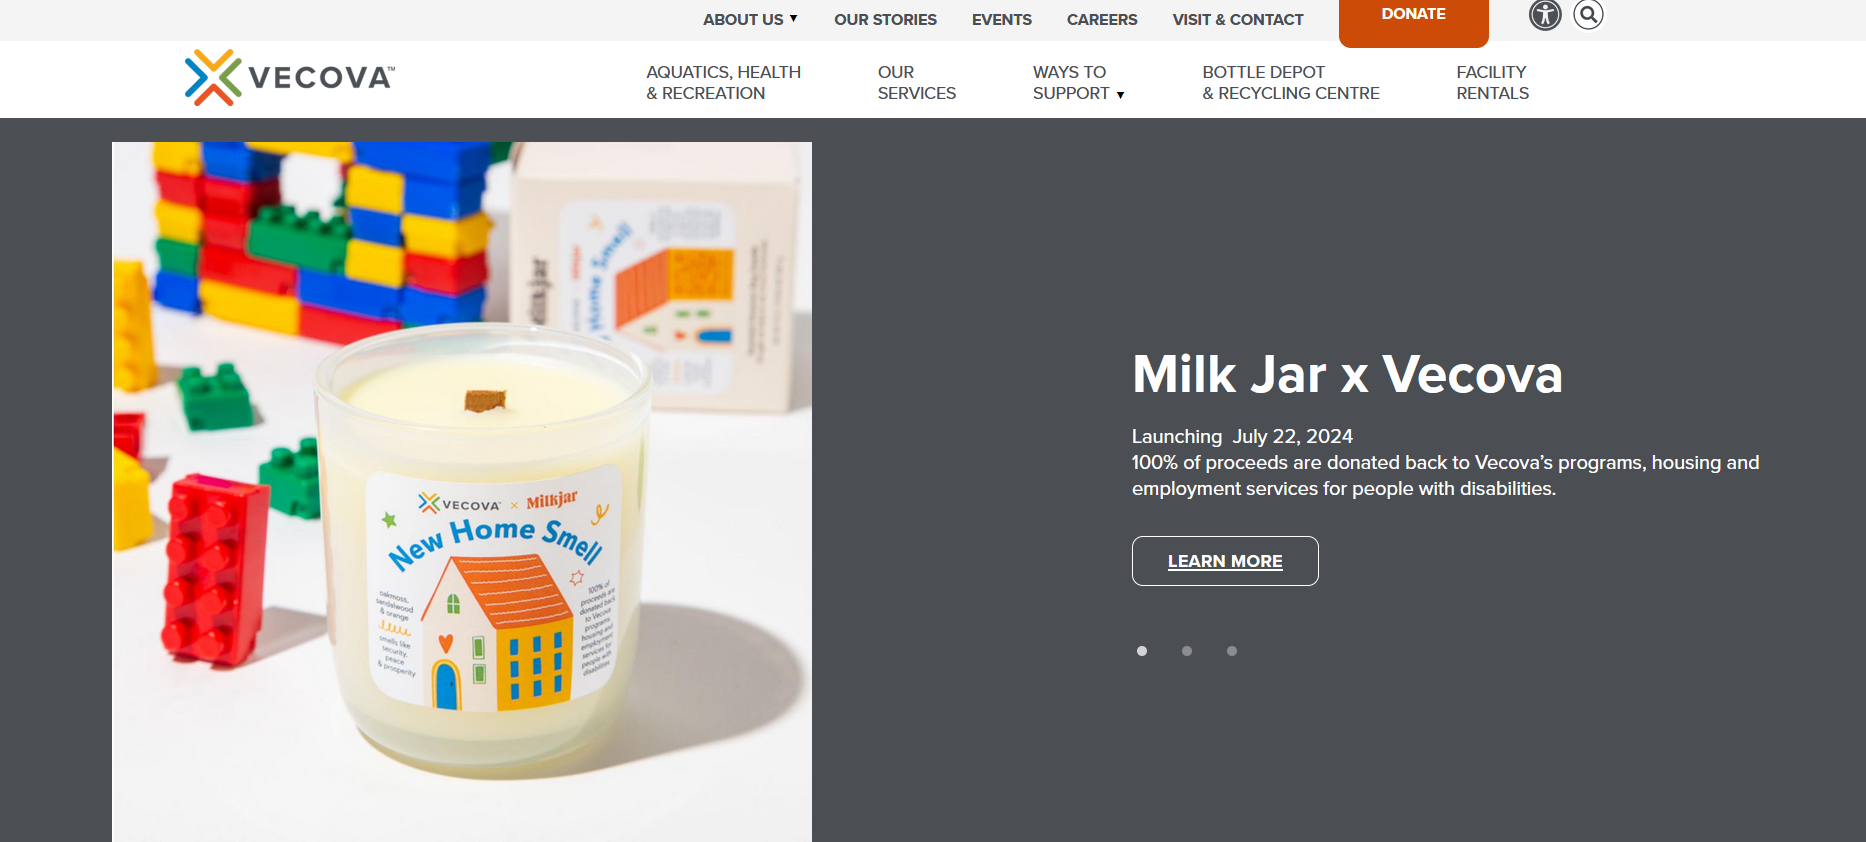 ABOUT US
OUR STORIES
EVENTS
CAREERS
VISIT & CONTACT
DONATE
VECOVA™
AQUATICS, HEALTH
& RECREATION
OUR
SERVICES
WAYS TO
SUPPORT
BOTTLE DEPOT
& RECYCLING CENTRE
FACILITY
RENTALS
Milkjar
Home Smell
VECOVA × Milkjar
New Home Smell
oakmoss,
sandalwood
& orange
smells like
security,
peace
& prosperity
100% of
proceeds are
donated back
to Vecova
programs,
housing and
employment
services for
people with
disabilities
Milk Jar x Vecova
Launching July 22, 2024
100% of proceeds are donated back to Vecova’s programs, housing and
employment services for people with disabilities.
LEARN MORE